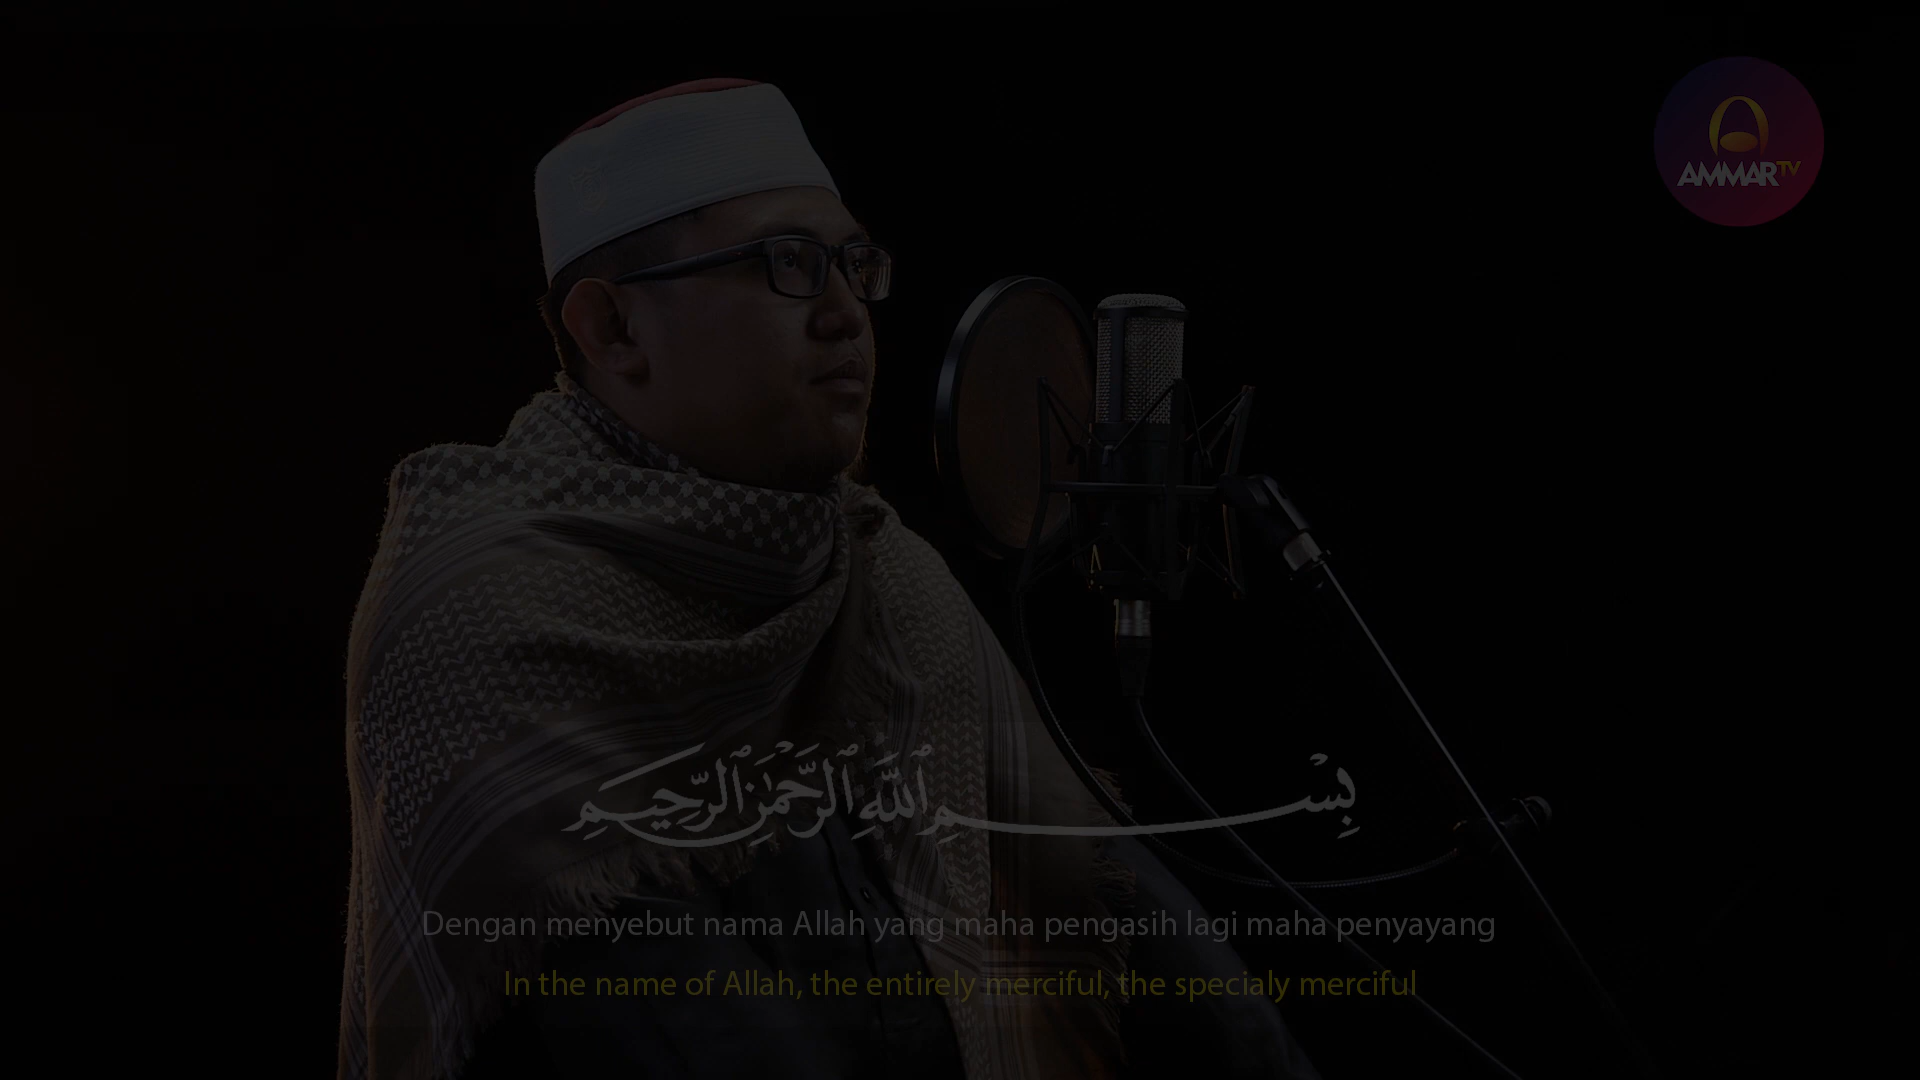 AMMARTV
بِسْمِ ٱللَّهِ ٱلرَّحْمَٰنِ ٱلرَّحِيمِ
Dengan menyebut nama Allah yang maha pengasih lagi maha penyayang
In the name of Allah, the entirely merciful, the specialy merciful